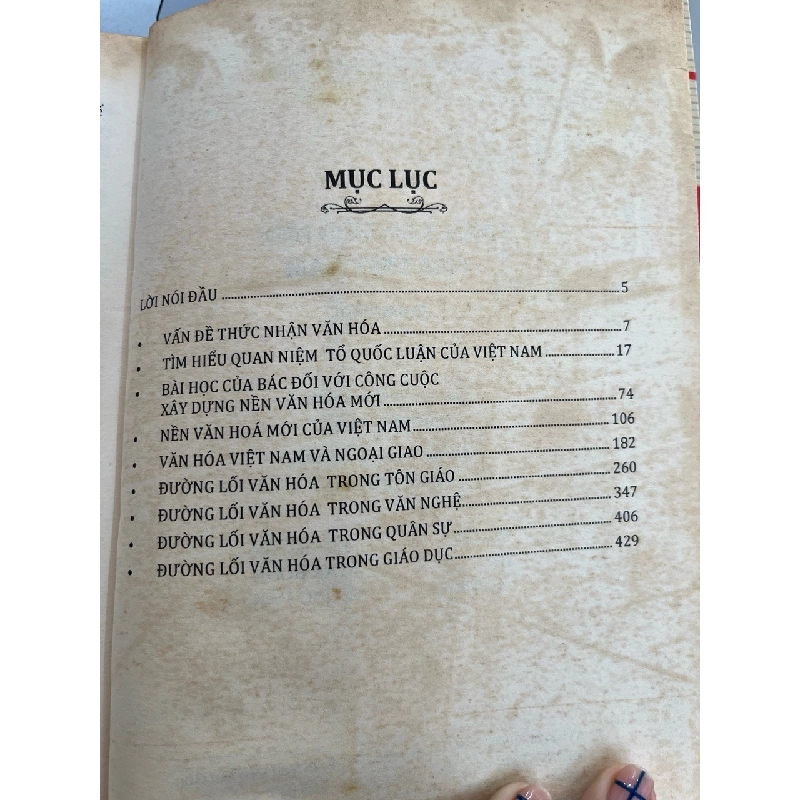 MỤC LỤC
LỜI NÓI ĐẦU ........ 5
• VẤN ĐỀ THỨC NHẬN VĂN HÓA ........ 7
• TÌM HIỂU QUAN NIỆM TỔ QUỐC LUẬN CỦA VIỆT NAM ........ 17
• BÀI HỌC CỦA BÁC ĐỐI VỚI CÔNG CUỘC
XÂY DỰNG NỀN VĂN HÓA MỚI ........ 74
• NỀN VĂN HOÁ MỚI CỦA VIỆT NAM ........ 106
• VĂN HÓA VIỆT NAM VÀ NGOẠI GIAO ........ 182
• ĐƯỜNG LỐI VĂN HÓA TRONG TÔN GIÁO ........ 260
• ĐƯỜNG LỐI VĂN HÓA TRONG VĂN NGHỆ ........ 347
• ĐƯỜNG LỐI VĂN HÓA TRONG QUÂN SỰ ........ 406
• ĐƯỜNG LỐI VĂN HÓA TRONG GIÁO DỤC ........ 429